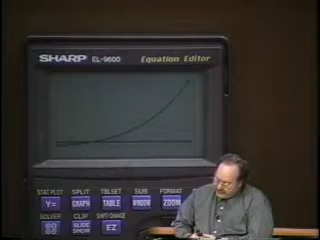 SHARP EL-9600 Equation Editor
STAT PLOT SPLIT TBLSET SUB FORMAT
Y= GRAPH TABLE WINDOW ZOOM
SOLVER CLIP SHIFT/CHANGE
SLIDE SHOW EZ